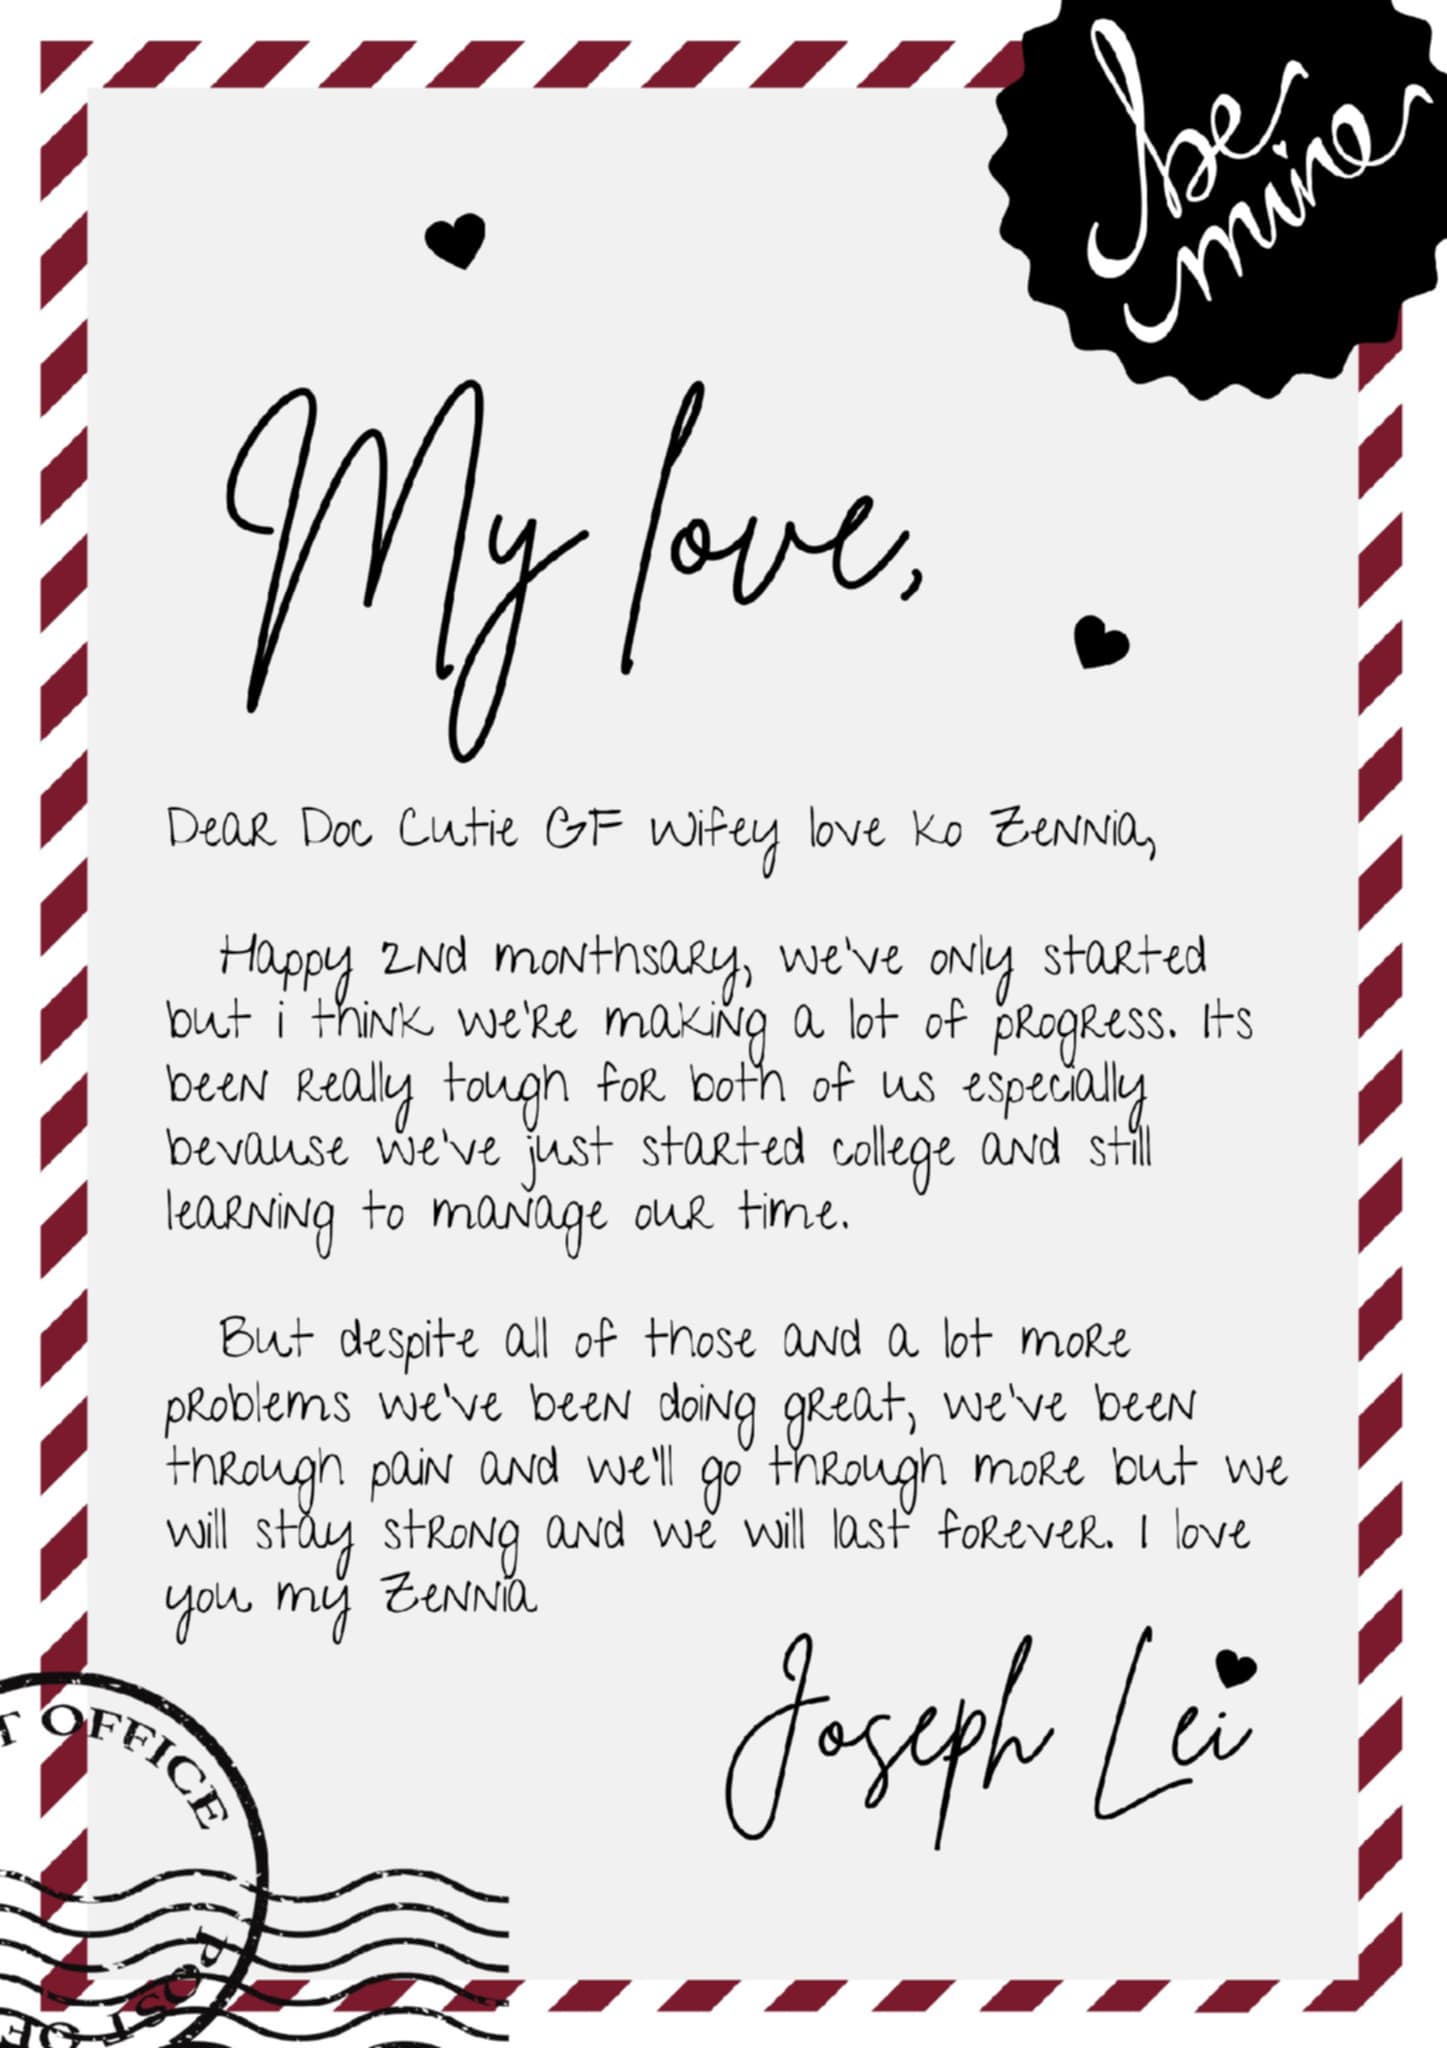 be
mine
My love,
Dear Doc Cutie GF Wifey love ko Zennia,
Happy 2nd monthsary, we've only started
but i think we're making a lot of progress. Its
been really tough for both of us especially
bevause we've just started college and still
learning to manage our time.
But despite all of those and a lot more
problems we've been doing great, we've been
through pain and we'll go through more but we
will stay strong and we will last forever. I love
you my Zennia
Joseph Lei
T OFFICE
POST OF